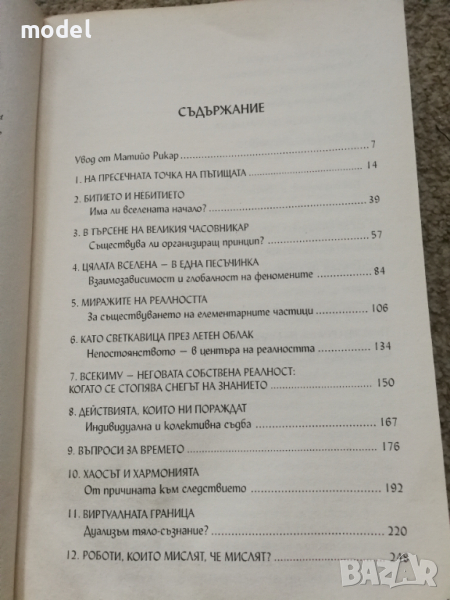 model
СЪДЪРЖАНИЕ
Увод от Матийо Рикар 7
1. НА ПРЕСЕЧНАТА ТОЧКА НА ПЪТИЩАТА 14
2. БИТИЕТО И НЕБИТИЕТО
Има ли вселената начало? 39
3. В ТЪРСЕНЕ НА ВЕЛИКИЯ ЧАСОВНИКАР
Съществува ли организиращ принцип? 57
4. ЦЯЛАТА ВСЕЛЕНА – В ЕДНА ПЕСЪЧИНКА
Взаимозависимост и глобалност на феномените 84
5. МИРАЖИТЕ НА РЕАЛНОСТТА
За съществуването на елементарните частици 106
6. КАТО СВЕТКАВИЦА ПРЕЗ ЛЕТЕН ОБЛАК
Непостоянството – в центъра на реалността 134
7. ВСЕКИМУ – НЕГОВАТА СОБСТВЕНА РЕАЛНОСТ:
КОГАТО СЕ СТОПЯВА СНЕГЪТ НА ЗНАНИЕТО 150
8. ДЕЙСТВИЯТА, КОИТО НИ ПОРАЖДАТ
Индивидуална и колективна съдба 167
9. ВЪПРОСИ ЗА ВРЕМЕТО 176
10. ХАОСЪТ И ХАРМОНИЯТА
От причината към следствието 192
11. ВИРТУАЛНАТА ГРАНИЦА
Дуализъм тяло-съзнание? 220
12. РОБОТИ, КОИТО МИСЛЯТ, ЧЕ МИСЛЯТ? 248
BAZAR.BG